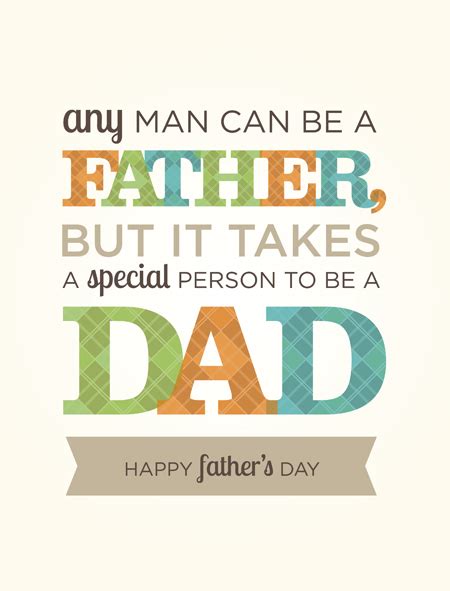 any MAN CAN BE A
FATHER,
BUT IT TAKES
A special PERSON TO BE A
DAD
HAPPY father's DAY